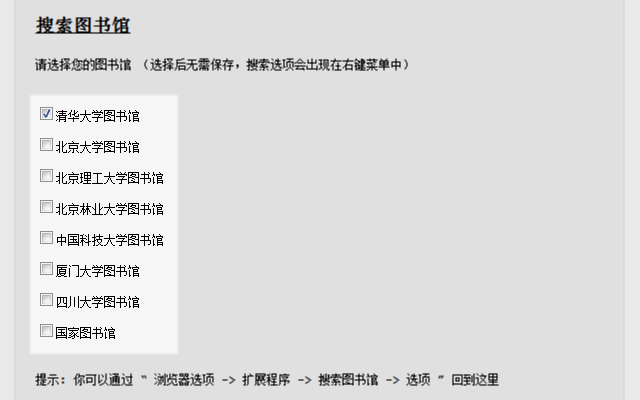 搜索图书馆
请选择您的图书馆 （选择后无需保存，搜索选项会出现在右键菜单中）
清华大学图书馆
北京大学图书馆
北京理工大学图书馆
北京林业大学图书馆
中国科技大学图书馆
厦门大学图书馆
四川大学图书馆
国家图书馆
提示: 你可以通过 “ 浏览器选项 -> 扩展程序 -> 搜索图书馆 -> 选项 ” 回到这里